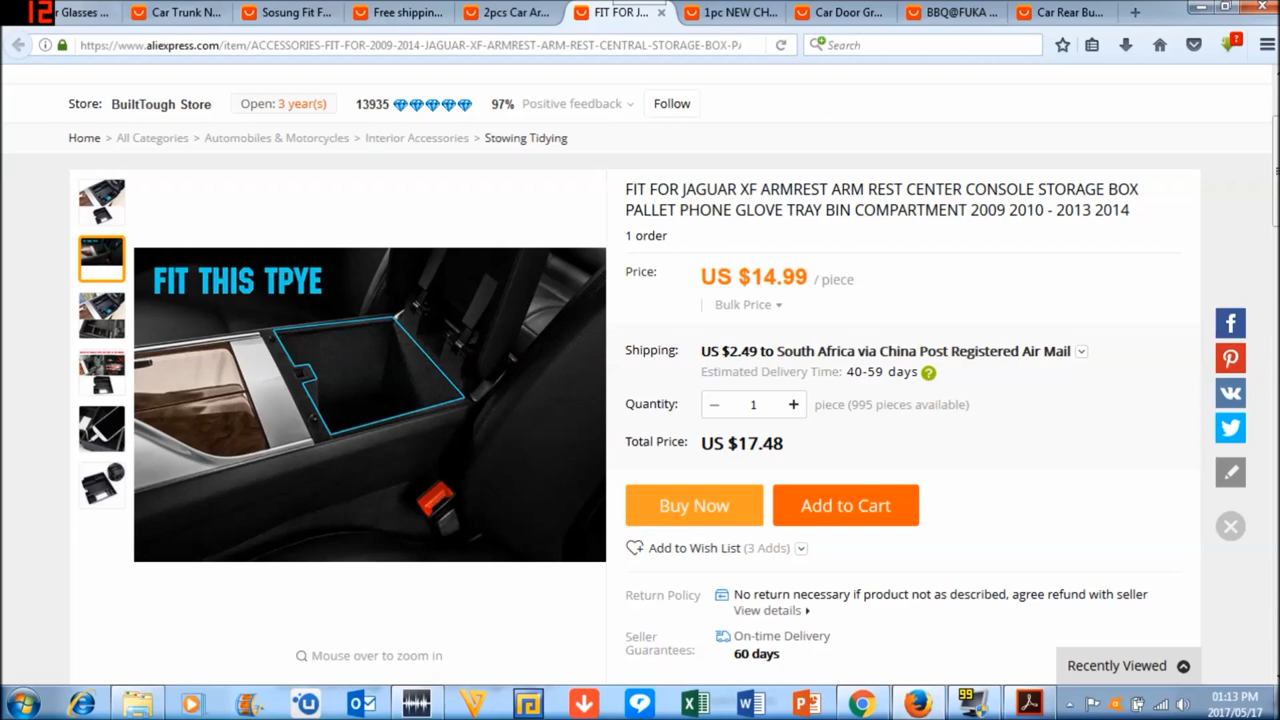 12
r Glasses ...
Car Trunk N...
Sosung Fit F...
Free shippin...
2pcs Car Ar...
FIT FOR J...
1pc NEW CH...
Car Door Gr...
BBQ@FUKA ...
Car Rear Bu...
https://www.aliexpress.com/item/ACCESSORIES-FIT-FOR-2009-2014-JAGUAR-XF-ARMREST-ARM-REST-CENTRAL-STORAGE-BOX-PA
Search
?
Store: BuiltTough Store Open: 3 year(s) 13935 97% Positive feedback Follow
Home > All Categories > Automobiles & Motorcycles > Interior Accessories > Stowing Tidying
FIT THIS TPYE
Mouse over to zoom in
FIT FOR JAGUAR XF ARMREST ARM REST CENTER CONSOLE STORAGE BOX
PALLET PHONE GLOVE TRAY BIN COMPARTMENT 2009 2010 - 2013 2014
1 order
Price: US $14.99 / piece
Bulk Price
Shipping: US $2.49 to South Africa via China Post Registered Air Mail
Estimated Delivery Time: 40-59 days ?
Quantity: 1 piece (995 pieces available)
Total Price: US $17.48
Buy Now Add to Cart
Add to Wish List (3 Adds)
Return Policy No return necessary if product not as described, agree refund with seller
View details
Seller Guarantees: On-time Delivery
60 days
Recently Viewed
99
01:13 PM
2017/05/17